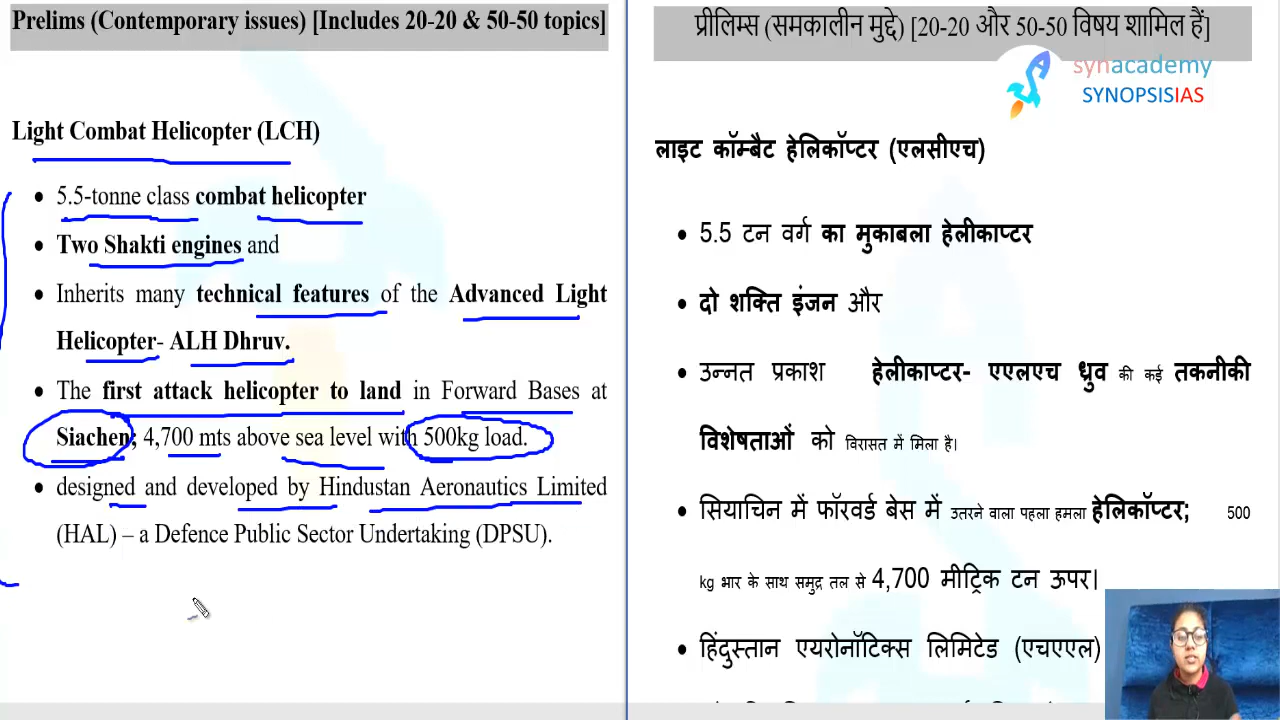 Prelims (Contemporary issues) [Includes 20-20 & 50-50 topics]
Light Combat Helicopter (LCH)
• 5.5-tonne class combat helicopter
• Two Shakti engines and
• Inherits many technical features of the Advanced Light
Helicopter- ALH Dhruv.
• The first attack helicopter to land in Forward Bases at
Siachen; 4,700 mts above sea level with 500kg load.
• designed and developed by Hindustan Aeronautics Limited
(HAL) – a Defence Public Sector Undertaking (DPSU).
प्रीलिम्स (समकालीन मुद्दे) [20-20 और 50-50 विषय शामिल हैं]
synacademy
SYNOPSISIAS
लाइट कॉम्बैट हेलिकॉप्टर (एलसीएच)
• 5.5 टन वर्ग का मुकाबला हेलीकाप्टर
• दो शक्ति इंजन और
• उन्नत प्रकाश हेलीकाप्टर- एएलएच ध्रुव की कई तकनीकी
विशेषताओं को विरासत में मिला है।
• सियाचिन में फॉरवर्ड बेस में उतरने वाला पहला हमला हेलिकॉप्टर; 500
kg भार के साथ समुद्र तल से 4,700 मीट्रिक टन ऊपर।
• हिंदुस्तान एयरोनॉटिक्स लिमिटेड (एचएएल)